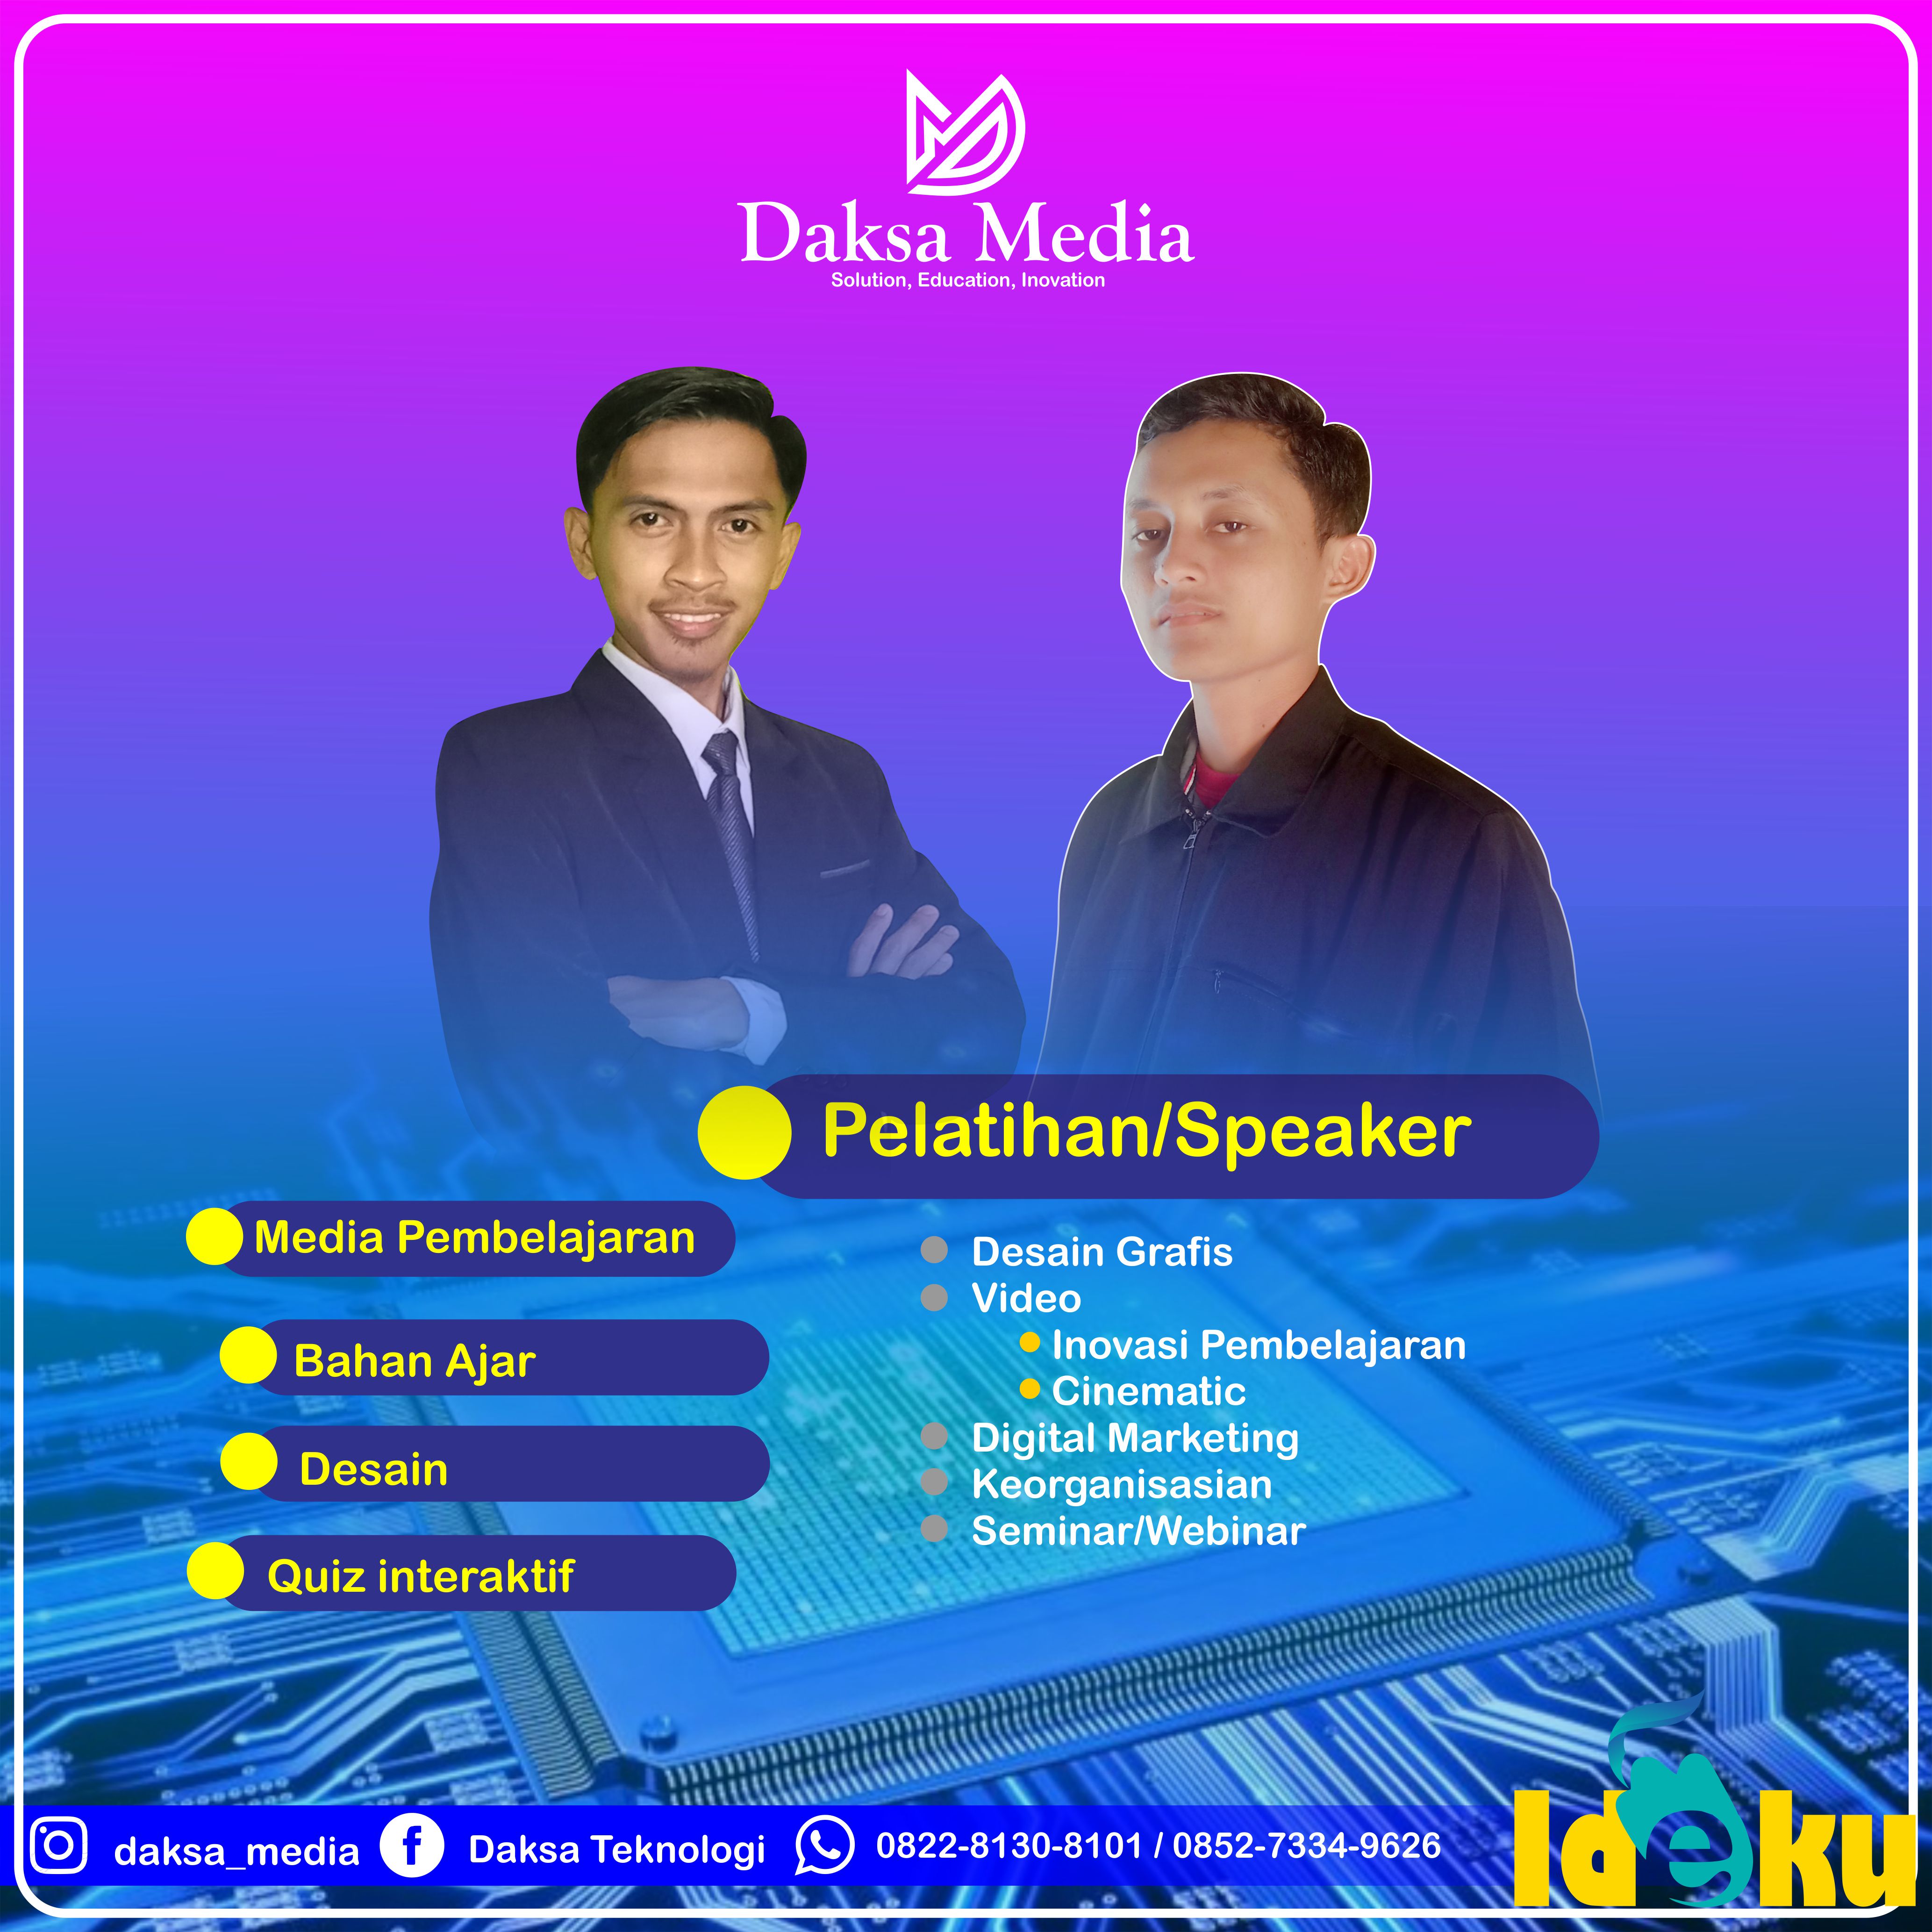 Daksa Media
Solution, Education, Inovation
Pelatihan/Speaker
Media Pembelajaran
Bahan Ajar
Desain
Quiz interaktif
Desain Grafis
Video
Inovasi Pembelajaran
Cinematic
Digital Marketing
Keorganisasian
Seminar/Webinar
daksa_media
Daksa Teknologi
0822-8130-8101 / 0852-7334-9626
Ideku